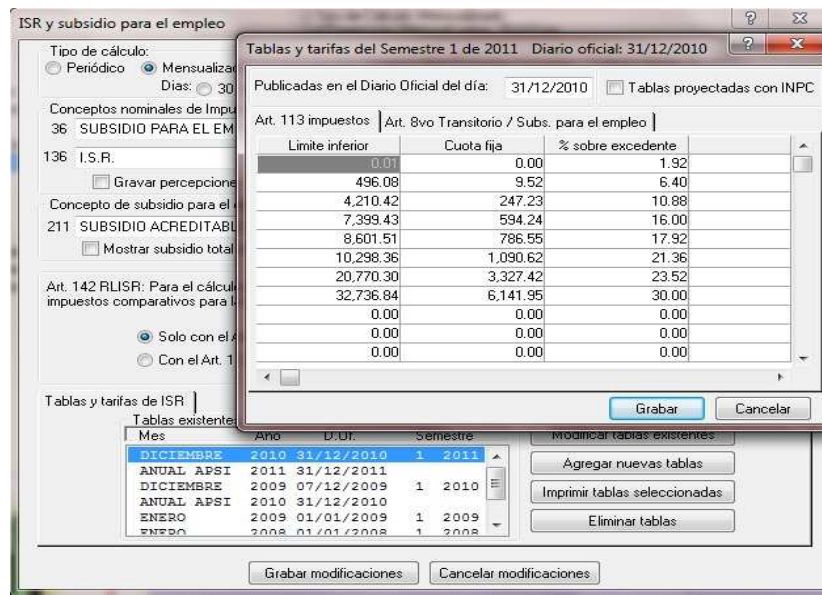 ISR y subsidio para el empleo
Tipo de cálculo:
Periódico Mensualizad
Dias: 30
Conceptos nominales de Impu
36 SUBSIDIO PARA EL EM
136 I.S.R.
Gravar percepcione
Concepto de subsidio para el
211 SUBSIDIO ACREDITABL
Mostrar subsidio total
Art. 142 RLISR: Para el cálcul
impuestos comparativos para l
Solo con el A
Con el Art. 1
Tablas y tarifas del Semestre 1 de 2011 Diario oficial: 31/12/2010
Publicadas en el Diario Oficial del día: 31/12/2010 Tablas proyectadas con INPC
Art. 113 impuestos Art. 8vo Transitorio / Subs. para el empleo
Limite inferior Cuota fija % sobre excedente
0.01 0.00 1.92
496.08 9.52 6.40
4,210.42 247.23 10.88
7,399.43 594.24 16.00
8,601.51 786.55 17.92
10,298.36 1,090.62 21.36
20,770.30 3,327.42 23.52
32,736.84 6,141.95 30.00
0.00 0.00 0.00
0.00 0.00 0.00
0.00 0.00 0.00
Grabar Cancelar
Tablas y tarifas de ISR
Tablas existente
Mes Ano D.Of. Semestre
DICIEMBRE 2010 31/12/2010 1 2011
ANUAL APSI 2011 31/12/2011
DICIEMBRE 2009 07/12/2009 1 2010
ANUAL APSI 2010 31/12/2010
ENERO 2009 01/01/2009 1 2009
ENERO 2008 01/01/2008 1 2008
Modificar tablas existentes
Agregar nuevas tablas
Imprimir tablas seleccionadas
Eliminar tablas
Grabar modificaciones Cancelar modificaciones